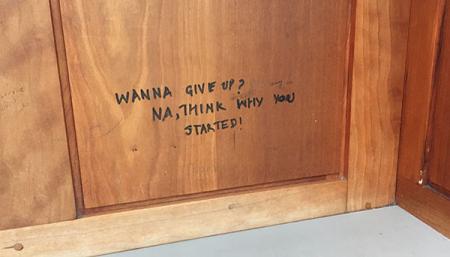 WANNA GIVE UP?
NA, THINK WHY YOU
STARTED!